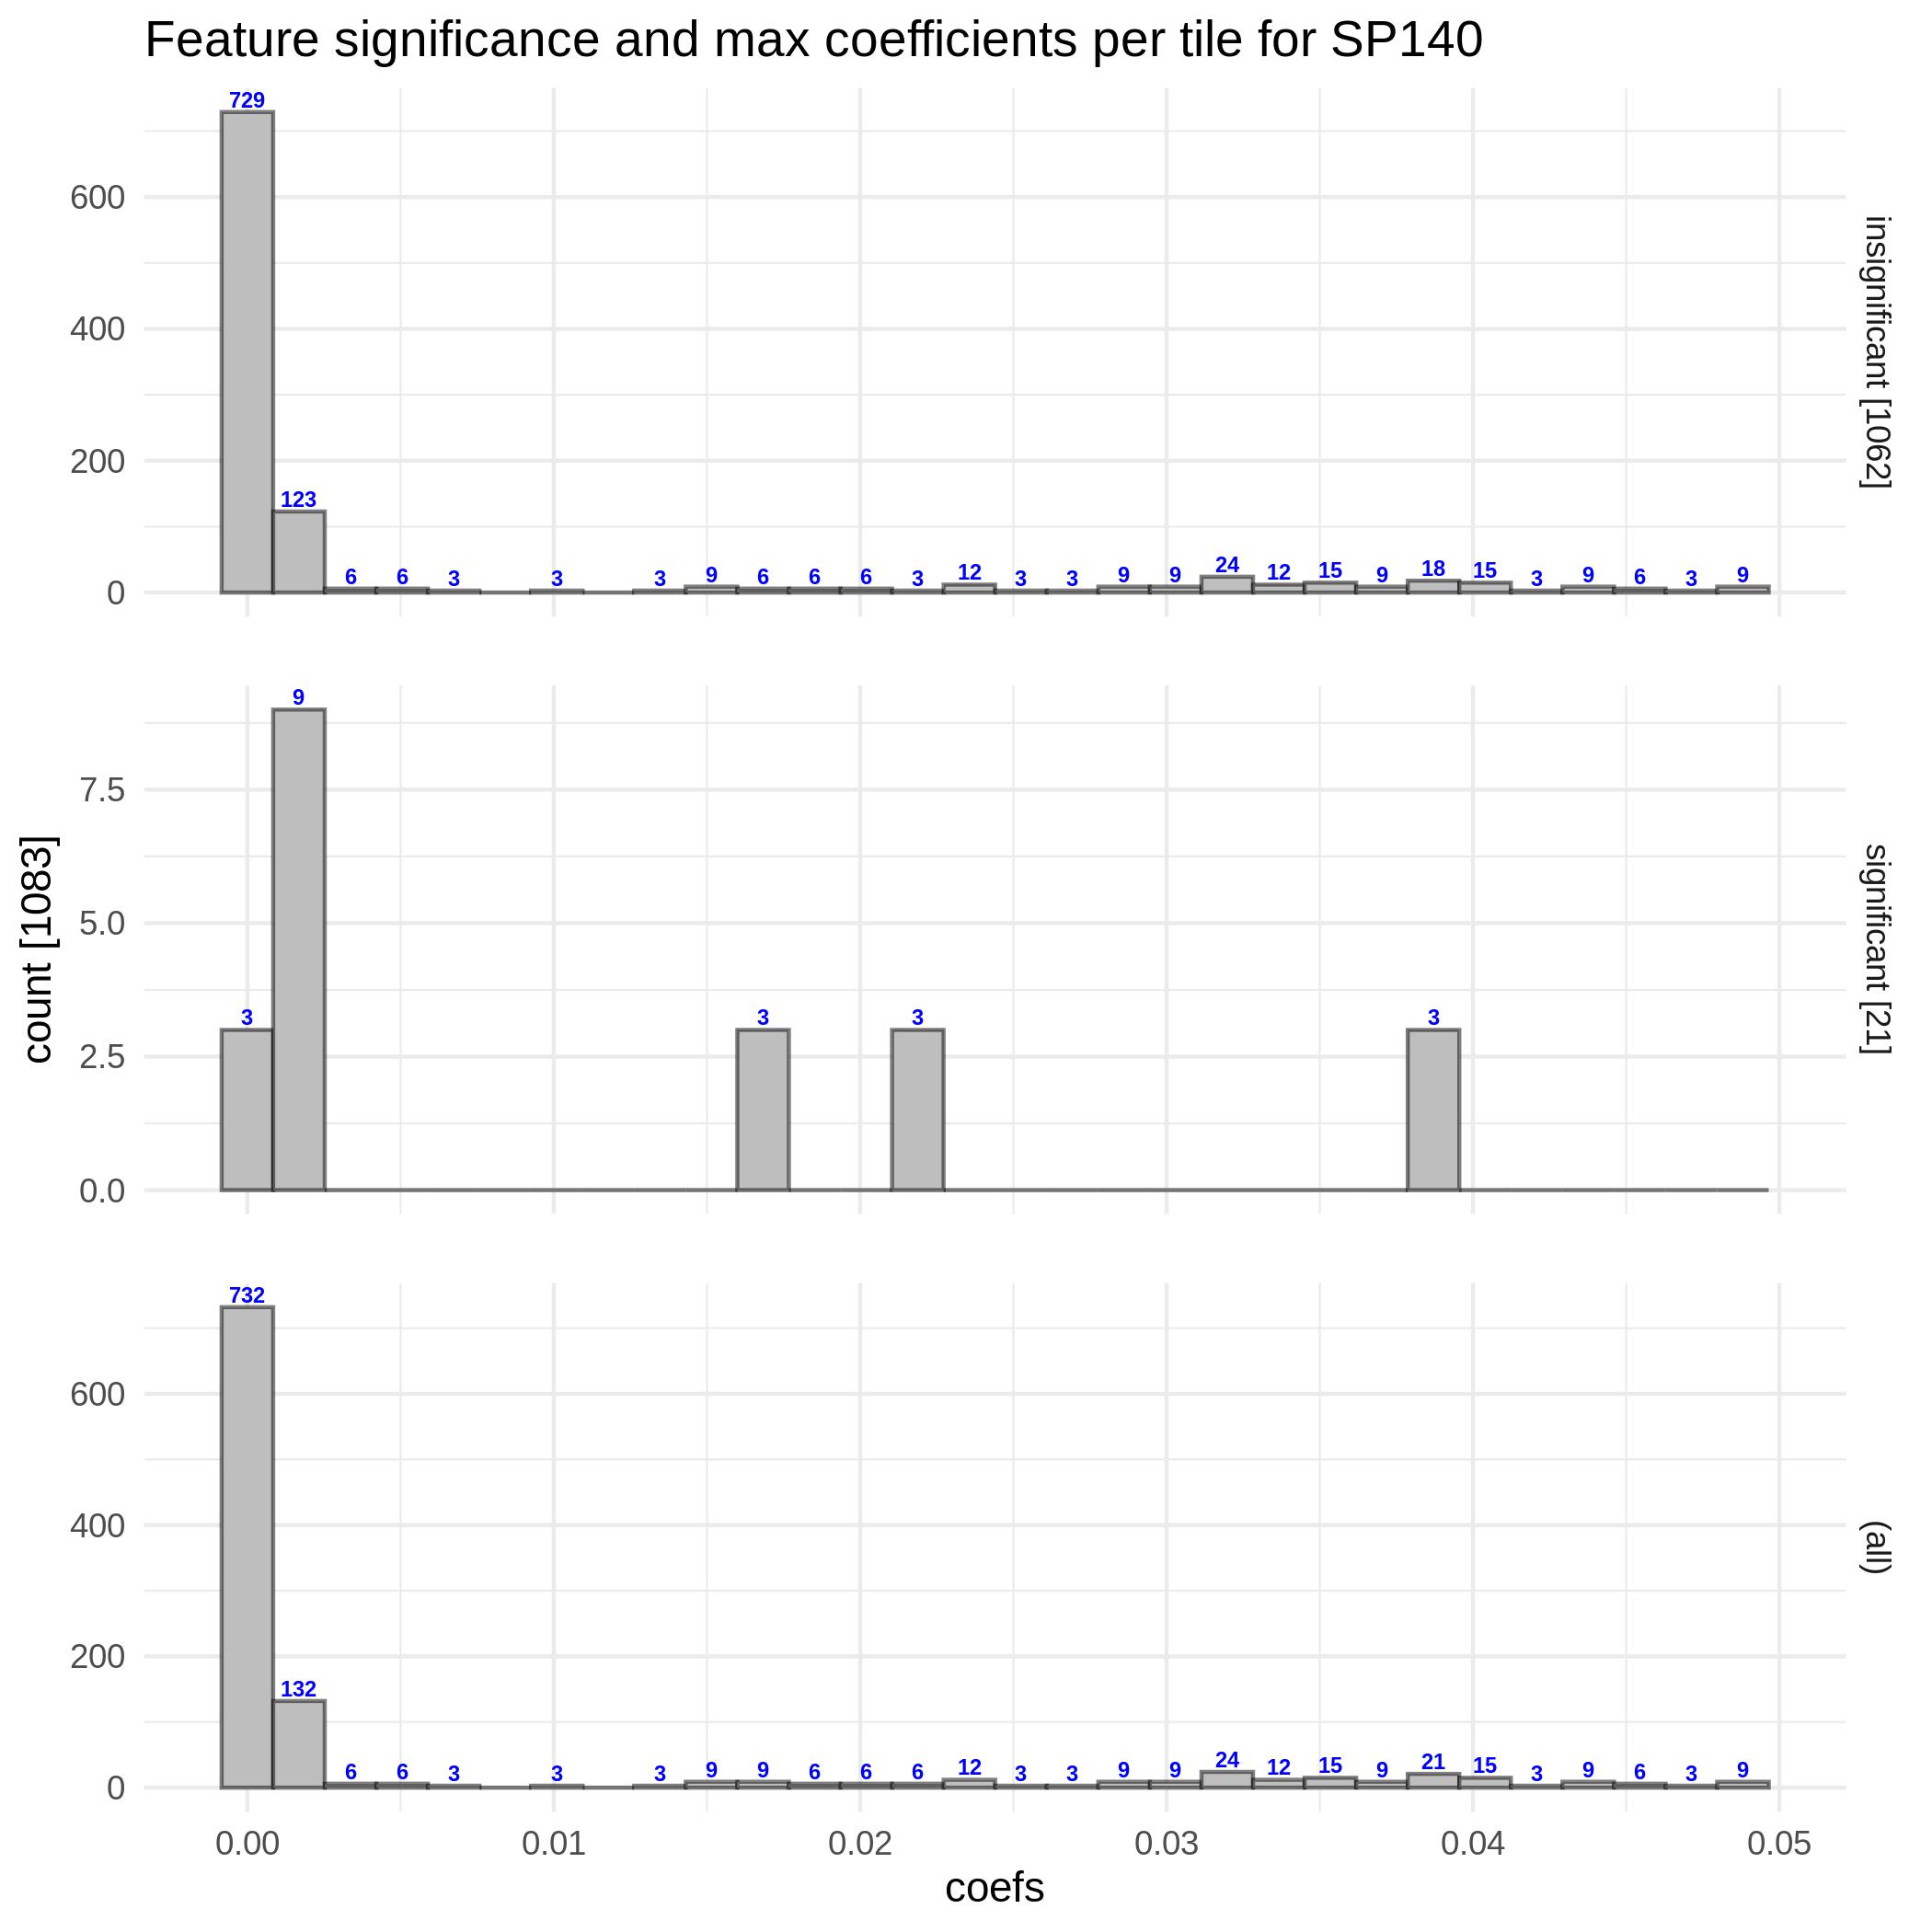 Feature significance and max coefficients per tile for SP140
729
123
6 6 3 3 3 9 6 6 6 3 12 3 3 9 9 24 12 15 9 18 15 3 9 6 3 9
600
400
200
0
insignificant [1062]
9
3 3 3 3
7.5
5.0
2.5
0.0
significant [21]
count [1083]
732
132
6 6 3 3 3 9 9 6 6 6 12 3 3 9 9 24 12 15 9 21 15 3 9 6 3 9
600
400
200
0
(all)
0.00 0.01 0.02 0.03 0.04 0.05
coefs